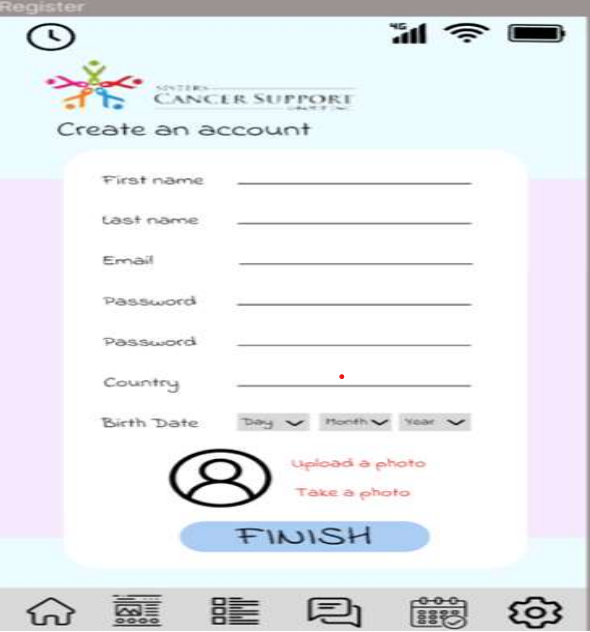 Register
4G
SISTERS
CANCER SUPPORT
Create an account
First name
Last name
Email
Password
Password
Country
Birth Date Day Month Year
Upload a photo
Take a photo
FINISH